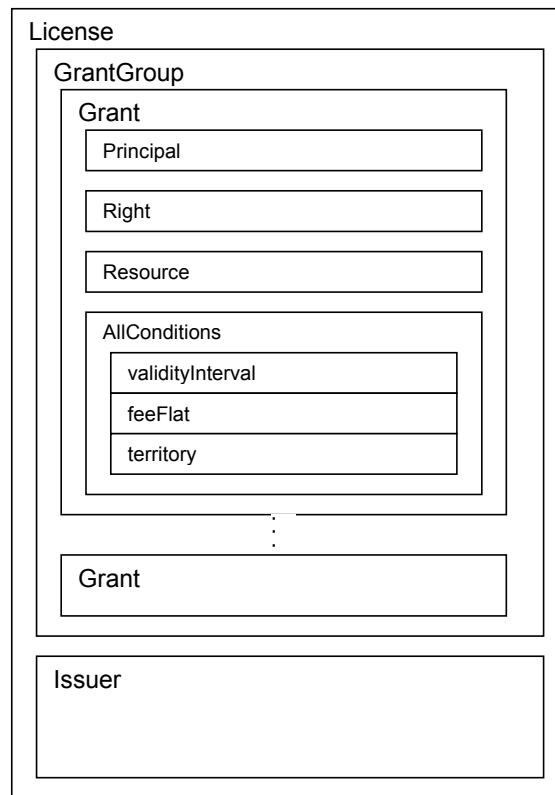 License
GrantGroup
Grant
Principal
Right
Resource
AllConditions
validityInterval
feeFlat
territory
Grant
Issuer